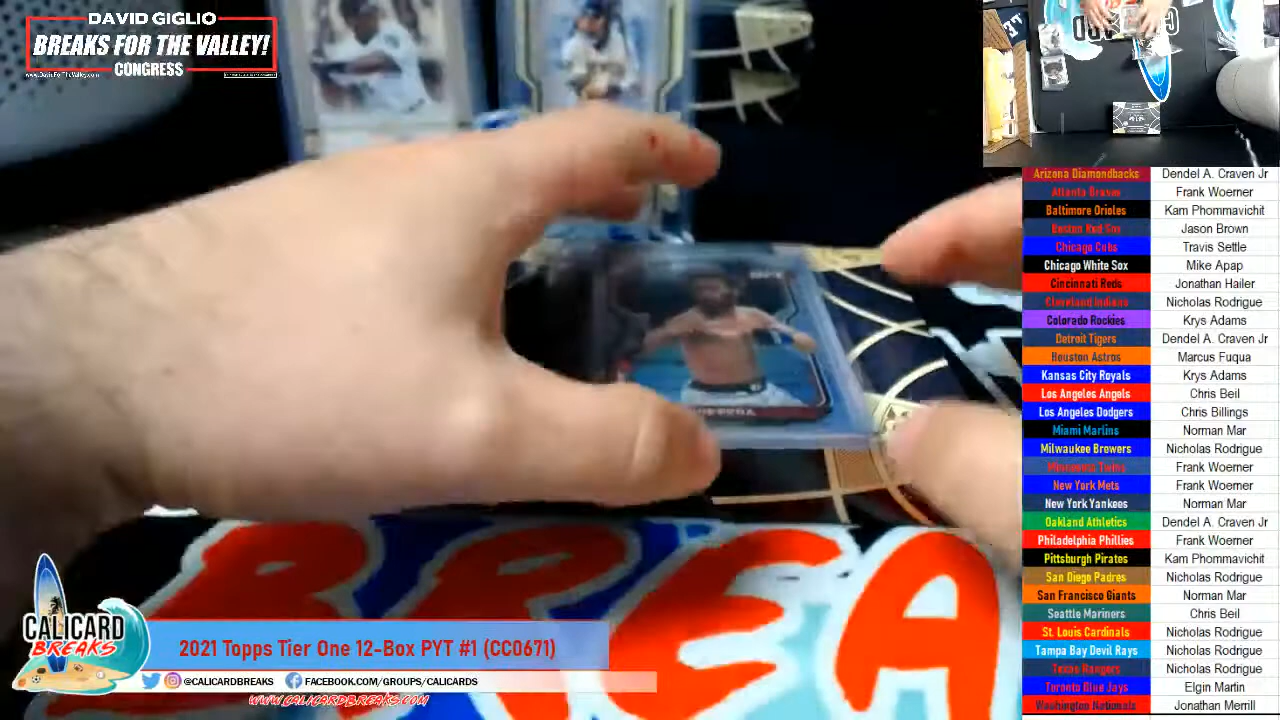 DAVID GIGLIO
BREAKS FOR THE VALLEY!
CONGRESS
www.DavidForTheValley.com
Arizona Diamondbacks Dendel A. Craven Jr
Atlanta Braves Frank Woerner
Baltimore Orioles Kam Phommavichit
Boston Red Sox Jason Brown
Chicago Cubs Travis Settle
Chicago White Sox Mike Apap
Cincinnati Reds Jonathan Hailer
Cleveland Indians Nicholas Rodrigue
Colorado Rockies Krys Adams
Detroit Tigers Dendel A. Craven Jr
Houston Astros Marcus Fuqua
Kansas City Royals Krys Adams
Los Angeles Angels Chris Beil
Los Angeles Dodgers Chris Billings
Miami Marlins Norman Mar
Milwaukee Brewers Nicholas Rodrigue
Minnesota Twins Frank Woerner
New York Mets Frank Woerner
New York Yankees Norman Mar
Oakland Athletics Dendel A. Craven Jr
Philadelphia Phillies Frank Woerner
Pittsburgh Pirates Kam Phommavichit
San Diego Padres Nicholas Rodrigue
San Francisco Giants Norman Mar
Seattle Mariners Chris Beil
St. Louis Cardinals Nicholas Rodrigue
Tampa Bay Devil Rays Nicholas Rodrigue
Texas Rangers Nicholas Rodrigue
Toronto Blue Jays Elgin Martin
Washington Nationals Jonathan Merrill
BREA
CALICARD
BREAKS
2021 Topps Tier One 12-Box PYT #1 (CC0671)
@CALICARDBREAKS FACEBOOK.COM/GROUPS/CALICARDS
WWW.CALICARDBREAKS.COM